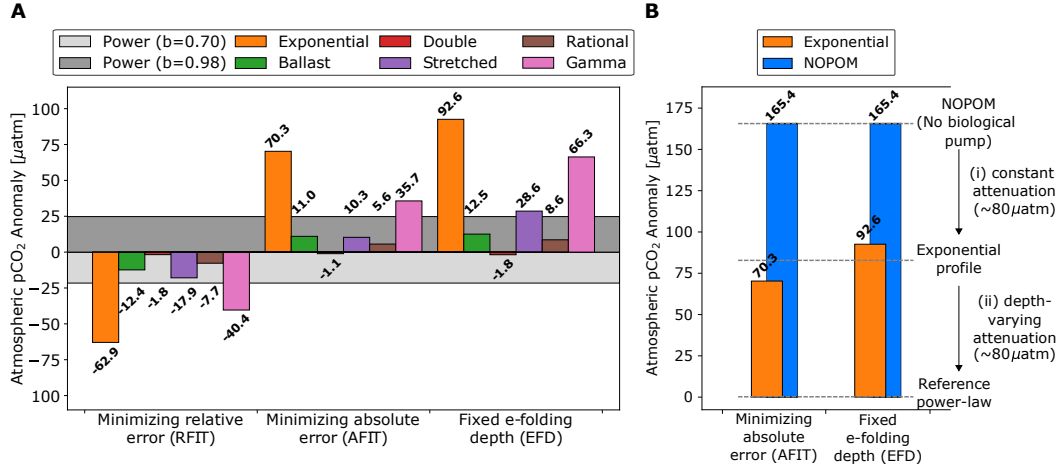 A
Power (b=0.70)
Power (b=0.98)
Exponential
Ballast
Double
Stretched
Rational
Gamma
Atmospheric pCO₂ Anomaly [μatm]
100
75
50
25
0
−25
−50
−75
100
-62.9
-12.4
-1.8
-17.9
-7.7
-40.4
70.3
11.0
-1.1
10.3
5.6
35.7
92.6
12.5
-1.8
28.6
8.6
66.3
Minimizing relative
error (RFIT)
Minimizing absolute
error (AFIT)
Fixed e-folding
depth (EFD)
B
Exponential
NOPOM
Atmospheric pCO₂ Anomaly [μatm]
175
150
125
100
75
50
25
0
70.3
165.4
92.6
165.4
Minimizing
absolute
error (AFIT)
Fixed
e-folding
depth (EFD)
NOPOM
(No biological
pump)
(i) constant
attenuation
(~80μatm)
Exponential
profile
(ii) depth-
varying
attenuation
(~80μatm)
Reference
power-law